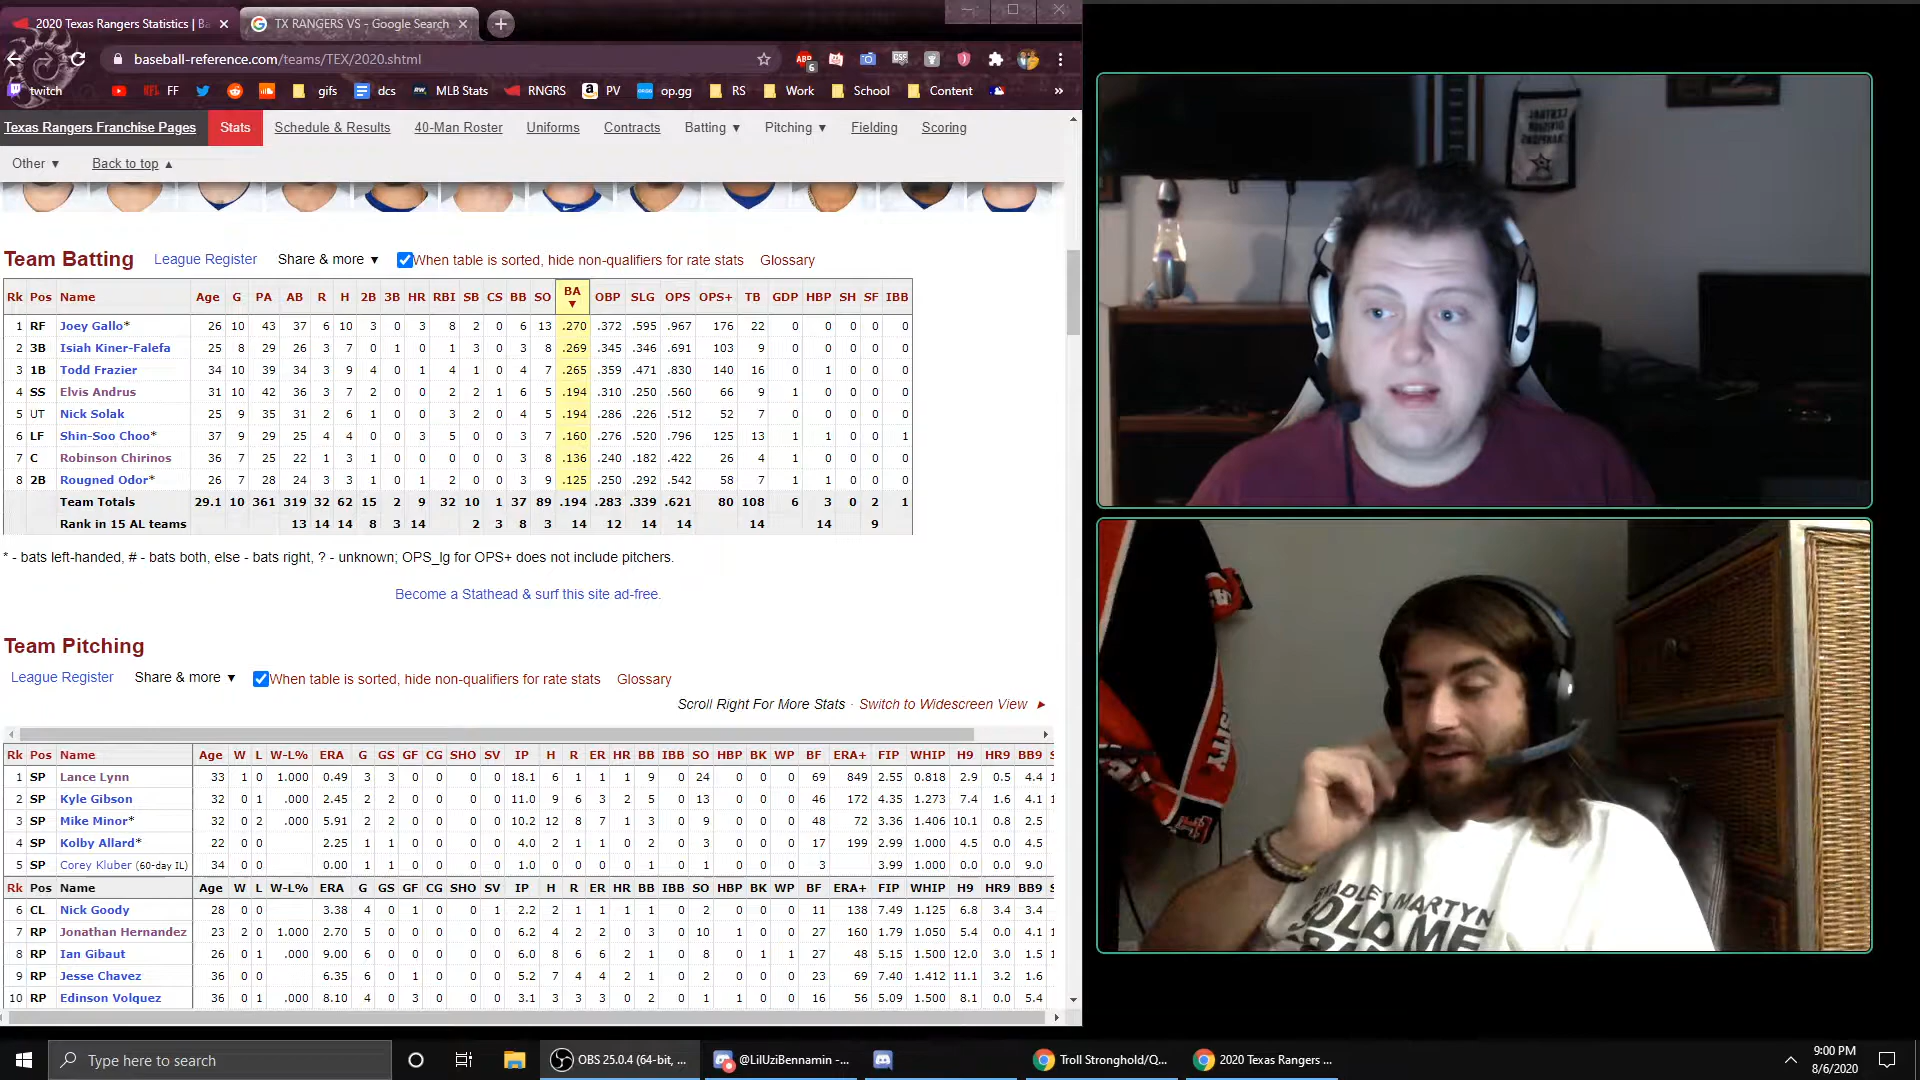 2020 Texas Rangers Statistics | Ba
TX RANGERS VS - Google Search
baseball-reference.com/teams/TEX/2020.shtml
twitch FF gifs dcs MLB Stats RNGRS PV op.gg RS Work School Content »
Texas Rangers Franchise Pages Stats Schedule & Results 40-Man Roster Uniforms Contracts Batting ▼ Pitching ▼ Fielding Scoring
Other ▼ Back to top ▲
Team Batting League Register Share & more ▼ When table is sorted, hide non-qualifiers for rate stats Glossary
Rk Pos Name Age G PA AB R H 2B 3B HR RBI SB CS BB SO BA ▼ OBP SLG OPS OPS+ TB GDP HBP SH SF IBB
1 RF Joey Gallo* 26 10 43 37 6 10 3 0 3 8 2 0 6 13 .270 .372 .595 .967 176 22 0 0 0 0 0
2 3B Isiah Kiner-Falefa 25 8 29 26 3 7 0 1 0 1 3 0 3 8 .269 .345 .346 .691 103 9 0 0 0 0 0
3 1B Todd Frazier 34 10 39 34 3 9 4 0 1 4 1 0 4 7 .265 .359 .471 .830 140 16 0 1 0 0 0
4 SS Elvis Andrus 31 10 42 36 3 7 2 0 0 2 2 1 6 5 .194 .310 .250 .560 66 9 1 0 0 0 0
5 UT Nick Solak 25 9 35 31 2 6 1 0 0 3 2 0 4 5 .194 .286 .226 .512 52 7 0 0 0 0 0
6 LF Shin-Soo Choo* 37 9 29 25 4 4 0 0 3 5 0 0 3 7 .160 .276 .520 .796 125 13 1 1 0 0 1
7 C Robinson Chirinos 36 7 25 22 1 3 1 0 0 0 0 0 3 8 .136 .240 .182 .422 26 4 1 0 0 0 0
8 2B Rougned Odor* 26 7 28 24 3 3 1 0 1 2 0 0 3 9 .125 .250 .292 .542 58 7 1 1 0 0 0
Team Totals 29.1 10 361 319 32 62 15 2 9 32 10 1 37 89 .194 .283 .339 .621 80 108 6 3 0 2 1
Rank in 15 AL teams 13 14 14 8 3 14 2 3 8 3 14 12 14 14 14 14 9
* - bats left-handed, # - bats both, else - bats right, ? - unknown; OPS_lg for OPS+ does not include pitchers.
Become a Stathead & surf this site ad-free.
Team Pitching
League Register Share & more ▼ When table is sorted, hide non-qualifiers for rate stats Glossary
Scroll Right For More Stats · Switch to Widescreen View ►
Rk Pos Name Age W L W-L% ERA G GS GF CG SHO SV IP H R ER HR BB IBB SO HBP BK WP BF ERA+ FIP WHIP H9 HR9 BB9 S
1 SP Lance Lynn 33 1 0 1.000 0.49 3 3 0 0 0 0 18.1 6 1 1 1 9 0 24 0 0 0 69 849 2.55 0.818 2.9 0.5 4.4 1
2 SP Kyle Gibson 32 0 1 .000 2.45 2 2 0 0 0 0 11.0 9 6 3 2 5 0 13 0 0 0 46 172 4.35 1.273 7.4 1.6 4.1 1
3 SP Mike Minor* 32 0 2 .000 5.91 2 2 0 0 0 0 10.2 12 8 7 1 3 0 9 0 0 0 48 72 3.36 1.406 10.1 0.8 2.5
4 SP Kolby Allard* 22 0 0 2.25 1 1 0 0 0 0 4.0 2 1 1 0 2 0 3 0 0 0 17 199 2.99 1.000 4.5 0.0 4.5
5 SP Corey Kluber (60-day IL) 34 0 0 0.00 1 1 0 0 0 0 1.0 0 0 0 0 1 0 1 0 0 0 3 3.99 1.000 0.0 0.0 9.0
Rk Pos Name Age W L W-L% ERA G GS GF CG SHO SV IP H R ER HR BB IBB SO HBP BK WP BF ERA+ FIP WHIP H9 HR9 BB9 S
6 CL Nick Goody 28 0 0 3.38 4 0 1 0 0 1 2.2 2 1 1 1 1 0 2 0 0 0 11 138 7.49 1.125 6.8 3.4 3.4
7 RP Jonathan Hernandez 23 2 0 1.000 2.70 5 0 0 0 0 0 6.2 4 2 2 0 3 0 10 1 0 0 27 160 1.79 1.050 5.4 0.0 4.1 1
8 RP Ian Gibaut 26 0 1 .000 9.00 6 0 0 0 0 0 6.0 8 6 6 2 1 0 8 0 1 1 27 48 5.15 1.500 12.0 3.0 1.5 1
9 RP Jesse Chavez 36 0 0 6.35 6 0 1 0 0 0 5.2 7 4 4 2 1 0 2 0 0 0 23 69 7.40 1.412 11.1 3.2 1.6
10 RP Edinson Volquez 36 0 1 .000 8.10 4 0 3 0 0 0 3.1 3 3 3 0 2 0 1 1 0 0 16 56 5.09 1.500 8.1 0.0 5.4
CENTRAL
DIVISION
CHAMPIONS
BRADLEY MARTYN
SOLD ME
Type here to search
OBS 25.0.4 (64-bit, ...
@LilUziBennamin -...
Troll Stronghold/Q...
2020 Texas Rangers ...
9:00 PM
8/6/2020